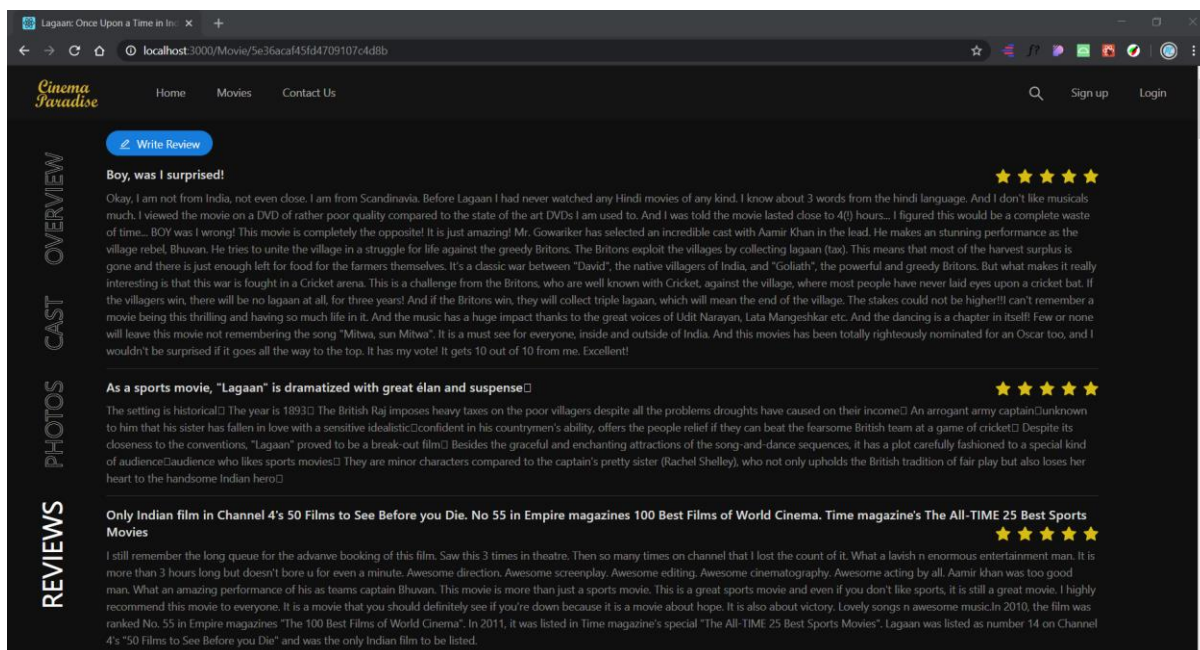 Lagaan: Once Upon a Time in Ind
localhost:3000/Movie/5e36acaf45fd4709107c4d8b
Cinema
Paradise
Home Movies Contact Us
Sign up Login
OVERVIEW
CAST
PHOTOS
REVIEWS
Write Review
Boy, was I surprised!
Okay, I am not from India, not even close. I am from Scandinavia. Before Lagaan I had never watched any Hindi movies of any kind. I know about 3 words from the hindi language. And I don't like musicals
much. I viewed the movie on a DVD of rather poor quality compared to the state of the art DVDs I am used to. And I was told the movie lasted close to 4(!) hours... I figured this would be a complete waste
of time... BOY was I wrong! This movie is completely the opposite! It is just amazing! Mr. Gowariker has selected an incredible cast with Aamir Khan in the lead. He makes an stunning performance as the
village rebel, Bhuvan. He tries to unite the village in a struggle for life against the greedy Britons. The Britons exploit the villages by collecting lagaan (tax). This means that most of the harvest surplus is
gone and there is just enough left for food for the farmers themselves. It's a classic war between "David", the native villagers of India, and "Goliath", the powerful and greedy Britons. But what makes it really
interesting is that this war is fought in a Cricket arena. This is a challenge from the Britons, who are well known with Cricket, against the village, where most people have never laid eyes upon a cricket bat. If
the villagers win, there will be no lagaan at all, for three years! And if the Britons win, they will collect triple lagaan, which will mean the end of the village. The stakes could not be higher!!I can't remember a
movie being this thrilling and having so much life in it. And the music has a huge impact thanks to the great voices of Udit Narayan, Lata Mangeshkar etc. And the dancing is a chapter in itself! Few or none
will leave this movie not remembering the song "Mitwa, sun Mitwa". It is a must see for everyone, inside and outside of India. And this movies has been totally righteously nominated for an Oscar too, and I
wouldn't be surprised if it goes all the way to the top. It has my vote! It gets 10 out of 10 from me. Excellent!
As a sports movie, "Lagaan" is dramatized with great élan and suspense□
The setting is historical□ The year is 1893□ The British Raj imposes heavy taxes on the poor villagers despite all the problems droughts have caused on their income□ An arrogant army captain□unknown
to him that his sister has fallen in love with a sensitive idealistic□confident in his countrymen's ability, offers the people relief if they can beat the fearsome British team at a game of cricket□ Despite its
closeness to the conventions, "Lagaan" proved to be a break-out film□ Besides the graceful and enchanting attractions of the song-and-dance sequences, it has a plot carefully fashioned to a special kind
of audience□audience who likes sports movies□ They are minor characters compared to the captain's pretty sister (Rachel Shelley), who not only upholds the British tradition of fair play but also loses her
heart to the handsome Indian hero□
Only Indian film in Channel 4's 50 Films to See Before you Die. No 55 in Empire magazines 100 Best Films of World Cinema. Time magazine's The All-TIME 25 Best Sports
Movies
I still remember the long queue for the advanve booking of this film. Saw this 3 times in theatre. Then so many times on channel that I lost the count of it. What a lavish n enormous entertainment man. It is
more than 3 hours long but doesn't bore u for even a minute. Awesome direction. Awesome screenplay. Awesome editing. Awesome cinematography. Awesome acting by all. Aamir khan was too good
man. What an amazing performance of his as teams captain Bhuvan. This movie is more than just a sports movie. This is a great sports movie and even if you don't like sports, it is still a great movie. I highly
recommend this movie to everyone. It is a movie that you should definitely see if you're down because it is a movie about hope. It is also about victory. Lovely songs n awesome music.In 2010, the film was
ranked No. 55 in Empire magazines "The 100 Best Films of World Cinema". In 2011, it was listed in Time magazine's special "The All-TIME 25 Best Sports Movies". Lagaan was listed as number 14 on Channel
4's "50 Films to See Before you Die" and was the only Indian film to be listed.